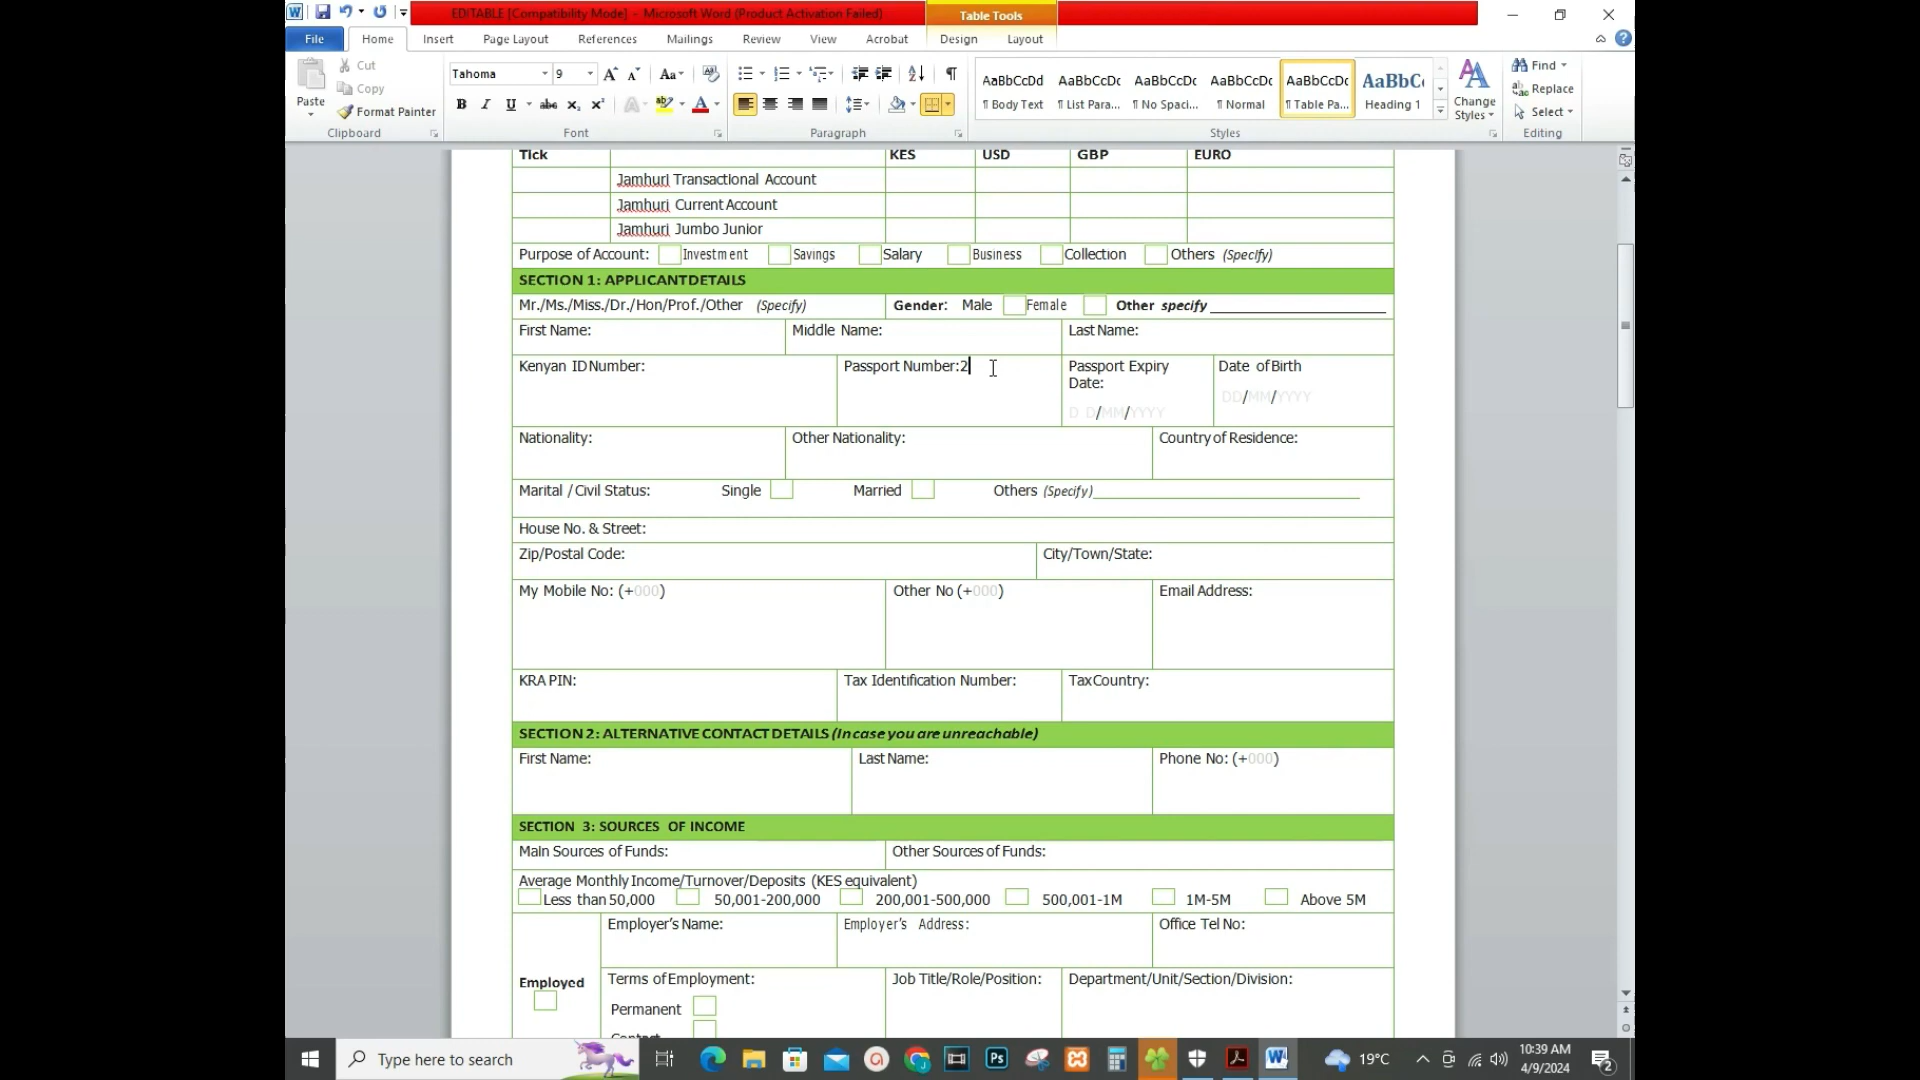 EDITABLE [Compatibility Mode] - Microsoft Word (Product Activation Failed)
Table Tools
File Home Insert Page Layout References Mailings Review View Acrobat Design Layout
Paste
Cut
Copy
Format Painter
Clipboard
Tahoma 9
Font
Paragraph
AaBbCcDd AaBbCcDc AaBbCcDc AaBbCcDc AaBbCcDc AaBbCc
¶ Body Text ¶ List Para... ¶ No Spaci... ¶ Normal ¶ Table Pa... Heading 1
Change Styles
Styles
Find
Replace
Select
Editing
Tick KES USD GBP EURO
Jamhuri Transactional Account
Jamhuri Current Account
Jamhuri Jumbo Junior
Purpose of Account: Investment Savings Salary Business Collection Others (Specify)
SECTION 1: APPLICANT DETAILS
Mr./Ms./Miss./Dr./Hon/Prof./Other (Specify) Gender: Male Female Other specify
First Name: Middle Name: Last Name:
Kenyan ID Number: Passport Number:2 Passport Expiry Date of Birth
Date:
DD/MM/YYYY
D D/MM/YYYY
Nationality: Other Nationality: Country of Residence:
Marital / Civil Status: Single Married Others (Specify)
House No. & Street:
Zip/Postal Code: City/Town/State:
My Mobile No: (+000) Other No (+000) Email Address:
KRA PIN: Tax Identification Number: Tax Country:
SECTION 2: ALTERNATIVE CONTACT DETAILS (In case you are unreachable)
First Name: Last Name: Phone No: (+000)
SECTION 3: SOURCES OF INCOME
Main Sources of Funds: Other Sources of Funds:
Average Monthly Income/Turnover/Deposits (KES equivalent)
Less than 50,000 50,001-200,000 200,001-500,000 500,001-1M 1M-5M Above 5M
Employer's Name: Employer's Address: Office Tel No:
Employed
Terms of Employment: Job Title/Role/Position: Department/Unit/Section/Division:
Permanent
Type here to search
19°C
10:39 AM
4/9/2024
2